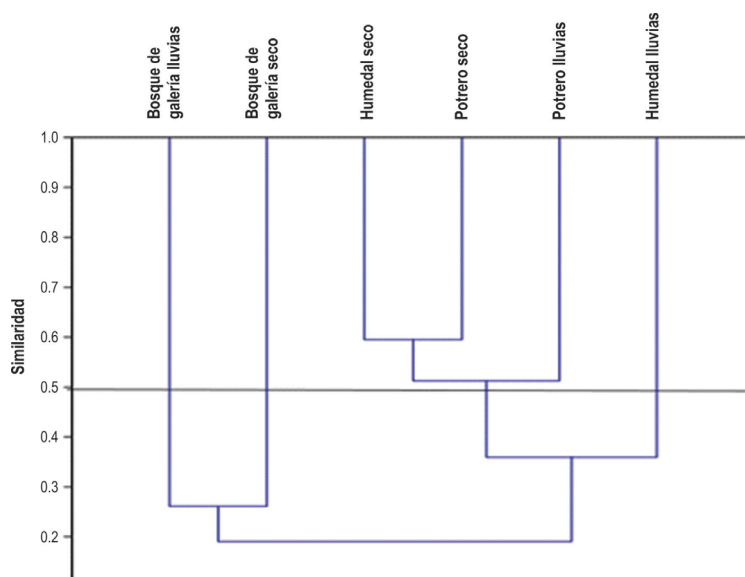 Bosque de
galería lluvias
Bosque de
galería seco
Humedal seco
Potrero seco
Potrero lluvias
Humedal lluvias
Similaridad
1.0
0.9
0.8
0.7
0.6
0.5
0.4
0.3
0.2